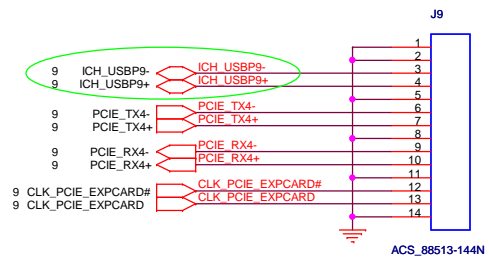 J9
1
2
9 ICH_USBP9- ICH_USBP9- 3
9 ICH_USBP9+ ICH_USBP9+ 4
5
9 PCIE_TX4- PCIE_TX4- 6
9 PCIE_TX4+ PCIE_TX4+ 7
8
9 PCIE_RX4- PCIE_RX4- 9
9 PCIE_RX4+ PCIE_RX4+ 10
11
9 CLK_PCIE_EXPCARD# CLK_PCIE_EXPCARD# 12
9 CLK_PCIE_EXPCARD CLK_PCIE_EXPCARD 13
14
ACS_88513-144N